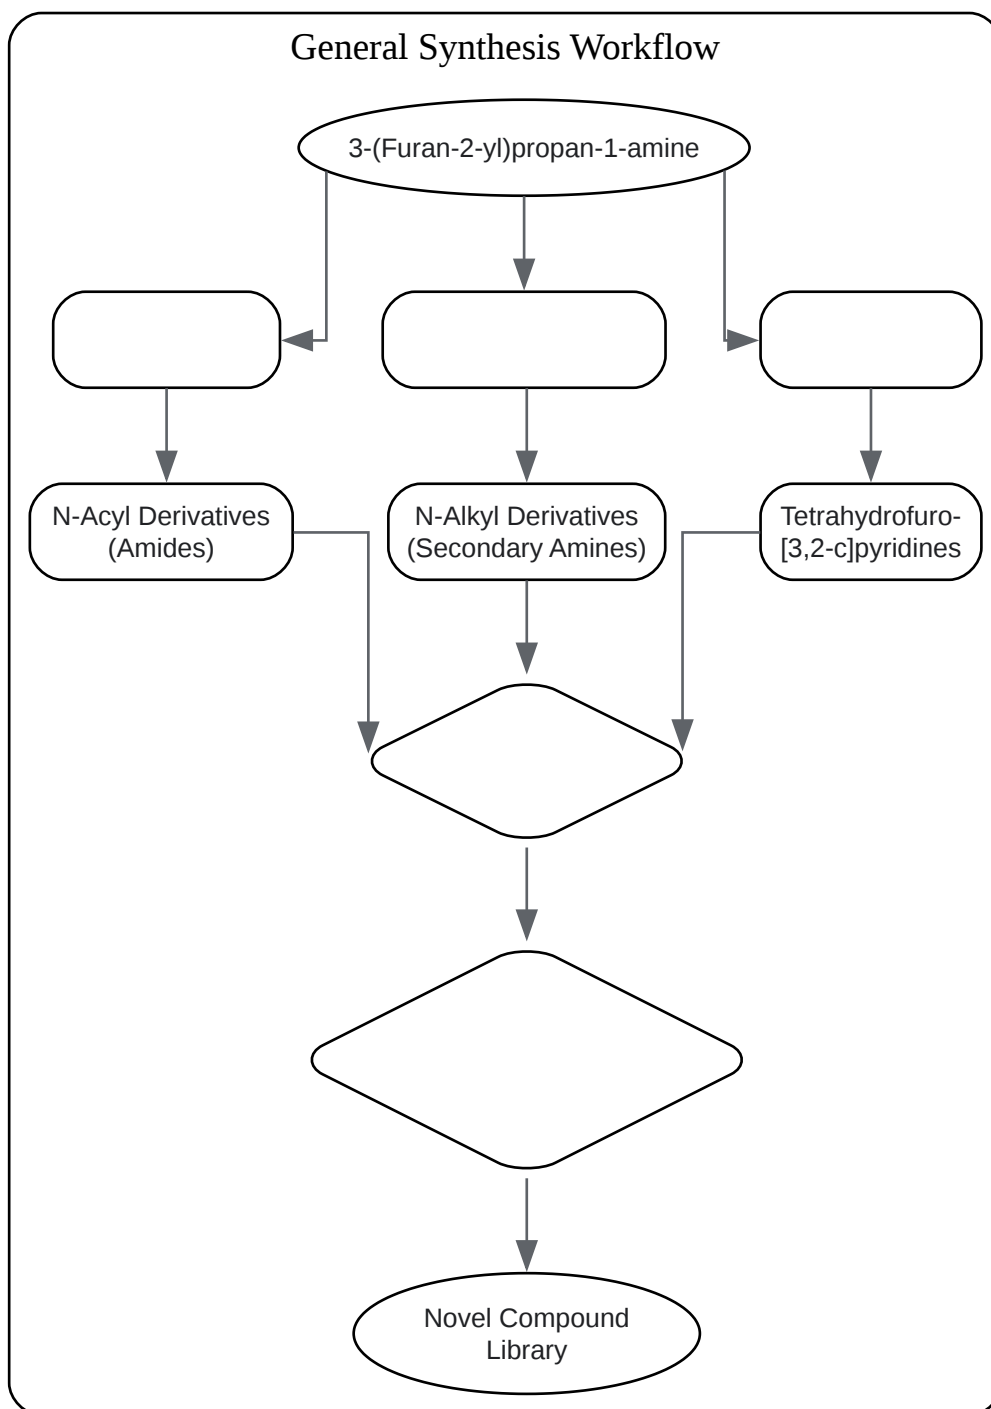 General Synthesis Workflow
3-(Furan-2-yl)propan-1-amine
N-Acyl Derivatives
(Amides)
N-Alkyl Derivatives
(Secondary Amines)
Tetrahydrofuro-
[3,2-c]pyridines
Novel Compound
Library